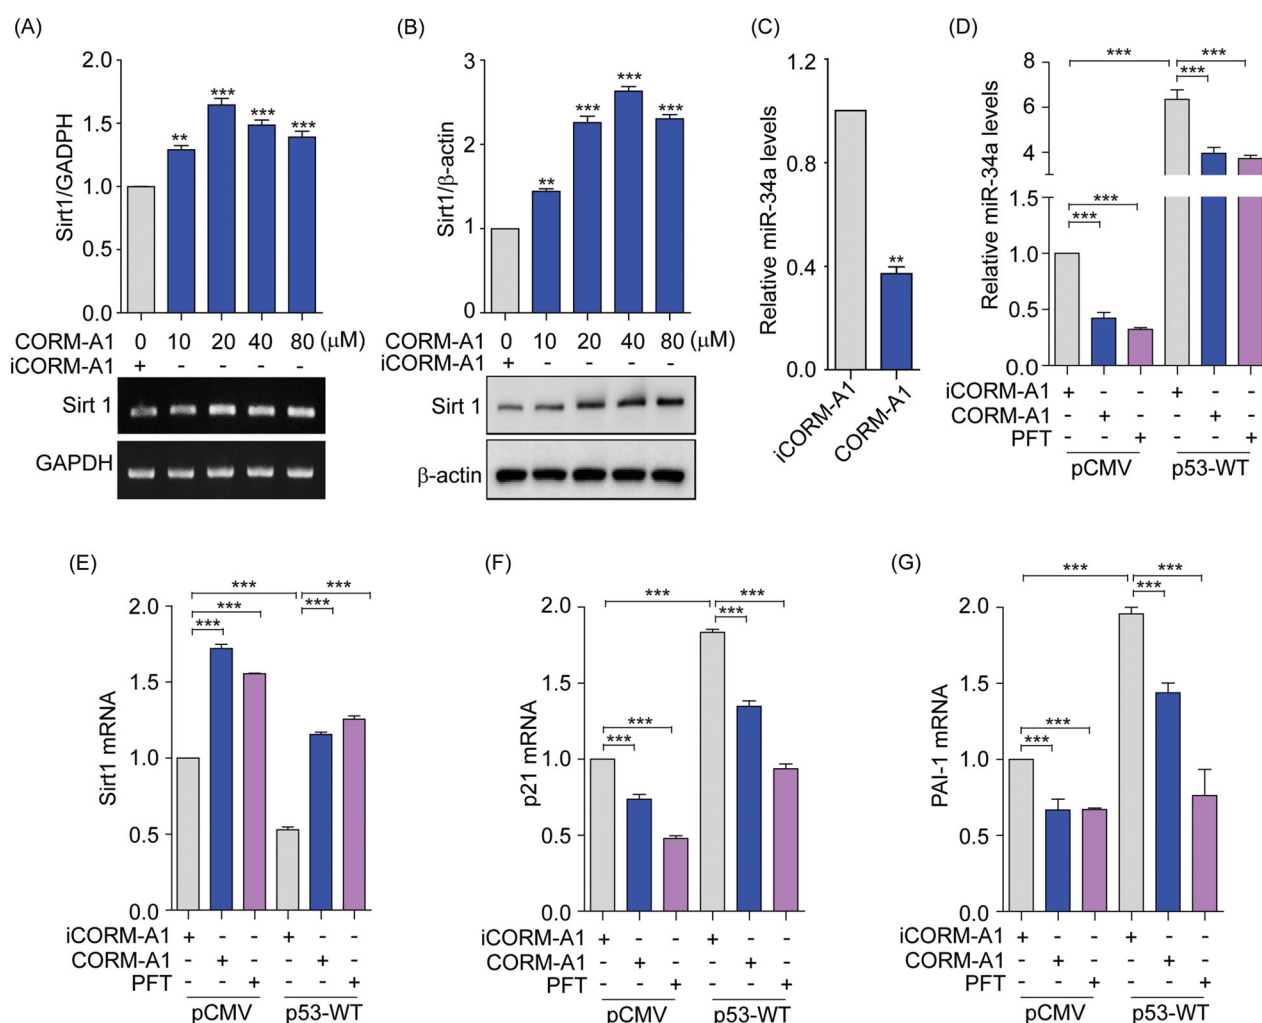 (A)
2.0
1.5
1.0
0.5
0.0
Sirt1/GADPH
** *** *** ***
CORM-A1 0 10 20 40 80 (μM)
iCORM-A1 + - - - -
Sirt 1
GAPDH
(B)
3
2
1
0
Sirt1/β-actin
** *** *** ***
CORM-A1 0 10 20 40 80 (μM)
iCORM-A1 + - - - -
Sirt 1
β-actin
(C)
1.2
0.8
0.4
0.0
Relative miR-34a levels
**
iCORM-A1
CORM-A1
(D)
*** ***
***
8
6
4
Relative miR-34a levels
***
***
1.5
1.0
0.5
0.0
iCORM-A1 + - - + - -
CORM-A1 - + - - + -
PFT - - + - - +
pCMV p53-WT
(E)
*** ***
*** ***
***
2.0
1.5
1.0
0.5
0.0
Sirt1 mRNA
iCORM-A1 + - - + - -
CORM-A1 - + - - + -
PFT - - + - - +
pCMV p53-WT
(F)
*** ***
***
***
***
2.0
1.5
1.0
0.5
0.0
p21 mRNA
iCORM-A1 + - - + - -
CORM-A1 - + - - + -
PFT - - + - - +
pCMV p53-WT
(G)
*** ***
***
***
***
2.0
1.5
1.0
0.5
0.0
PAI-1 mRNA
iCORM-A1 + - - + - -
CORM-A1 - + - - + -
PFT - - + - - +
pCMV p53-WT